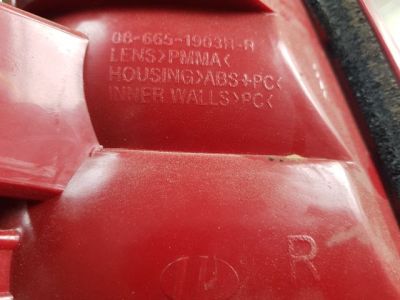 08-665-1903R-R
LENS>PMMA<
HOUSING>ABS+PC<
INNER WALLS>PC<
R